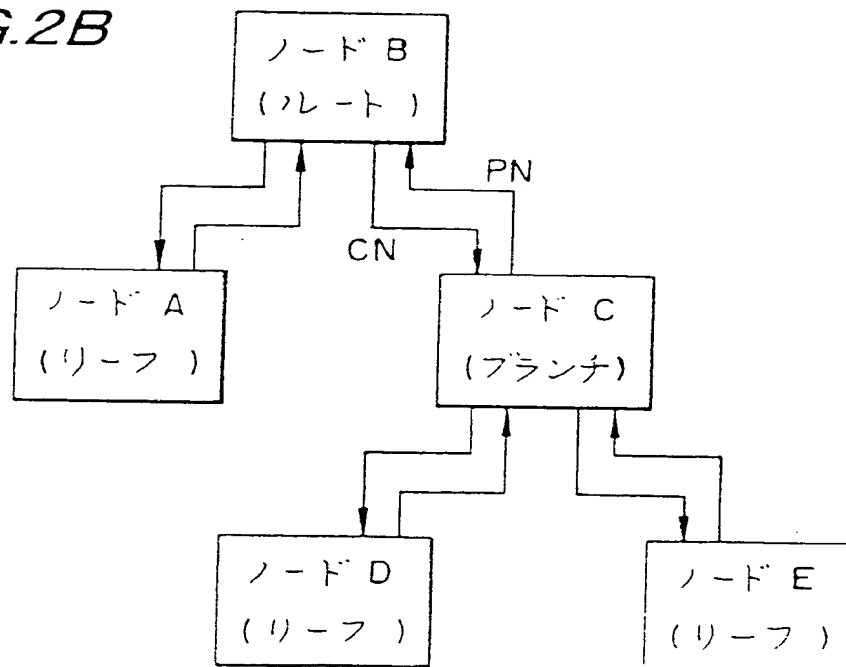 G.2B
ノード B
(ルート)
PN
CN
ノード A
(リーフ)
ノード C
(ブランチ)
ノード D
(リーフ)
ノード E
(リーフ)